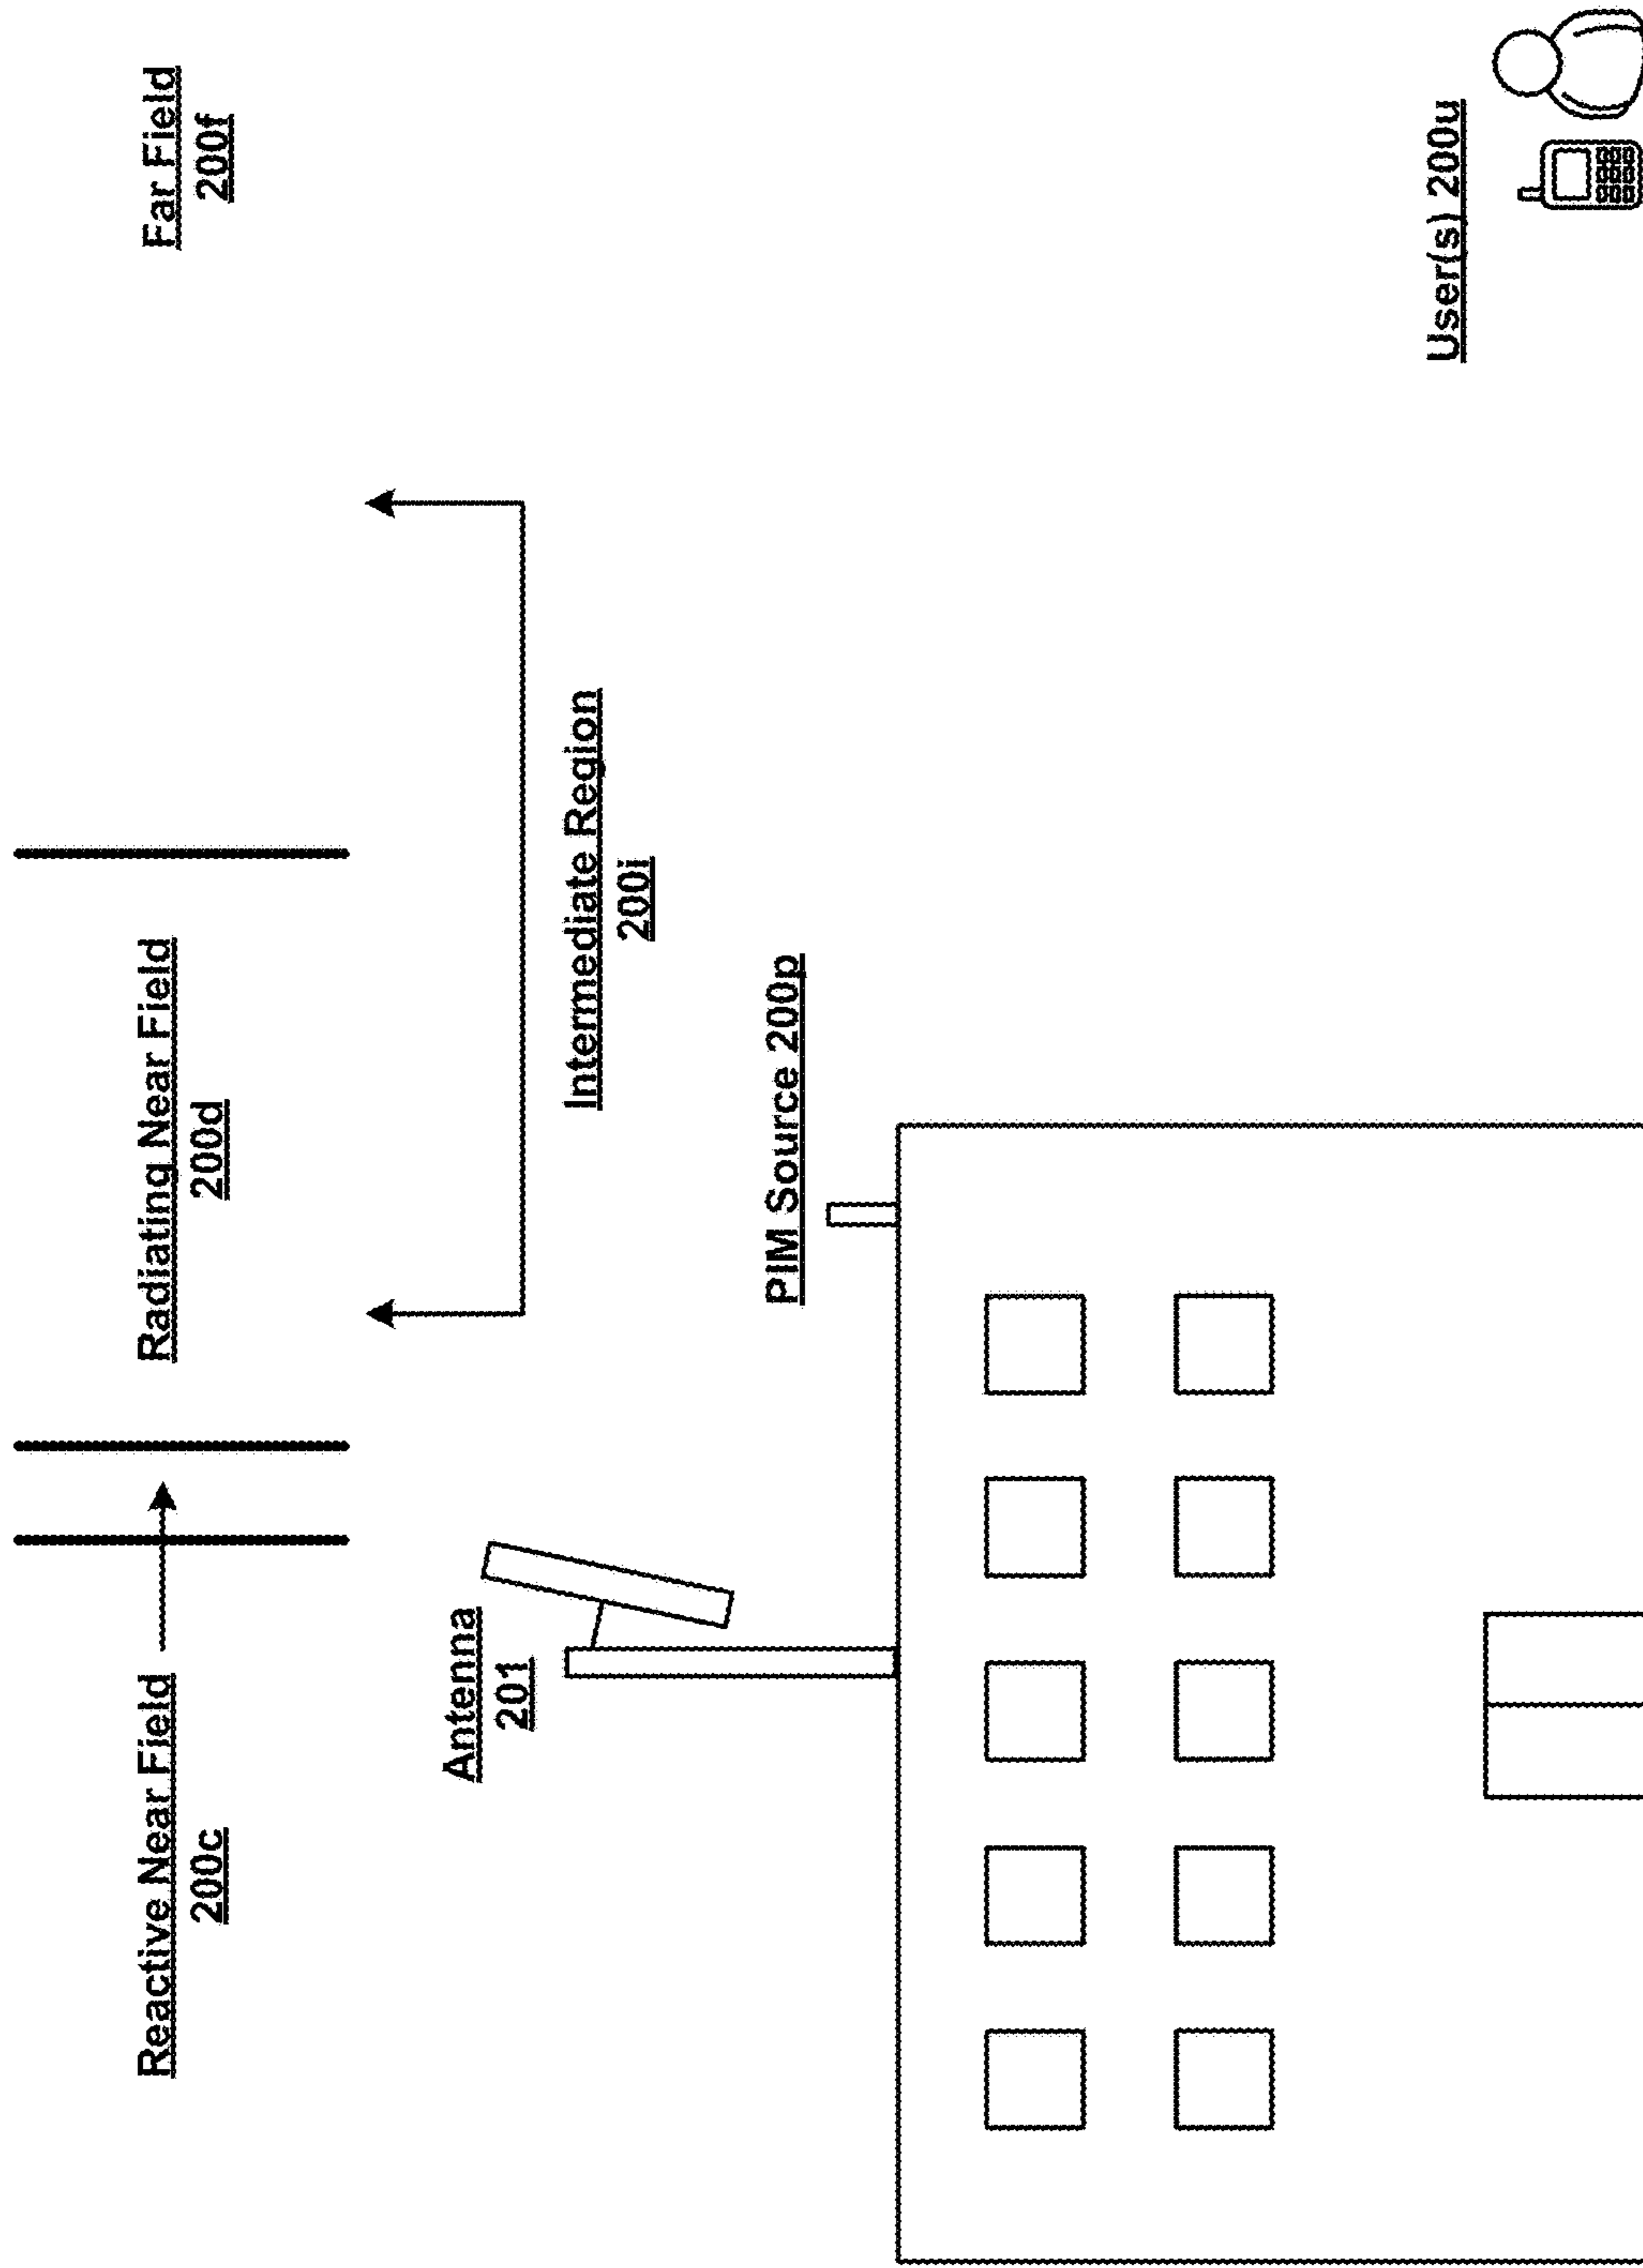 Reactive Near Field
200c
Radiating Near Field
200d
Far Field
200f
Antenna
201
Intermediate Region
200i
PIM Source 200p
User(s) 200u